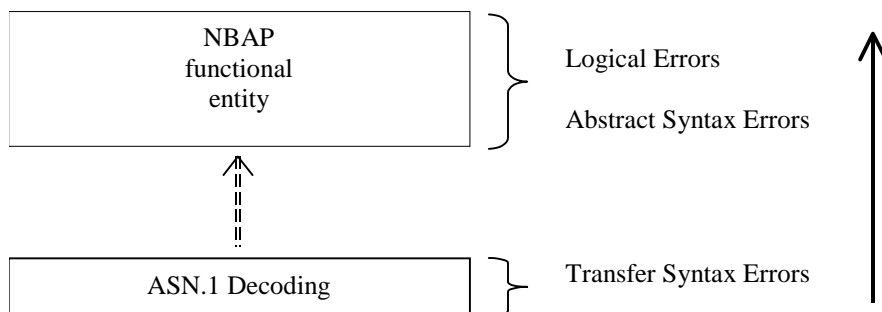 NBAP
functional
entity
Logical Errors
Abstract Syntax Errors
ASN.1 Decoding
Transfer Syntax Errors